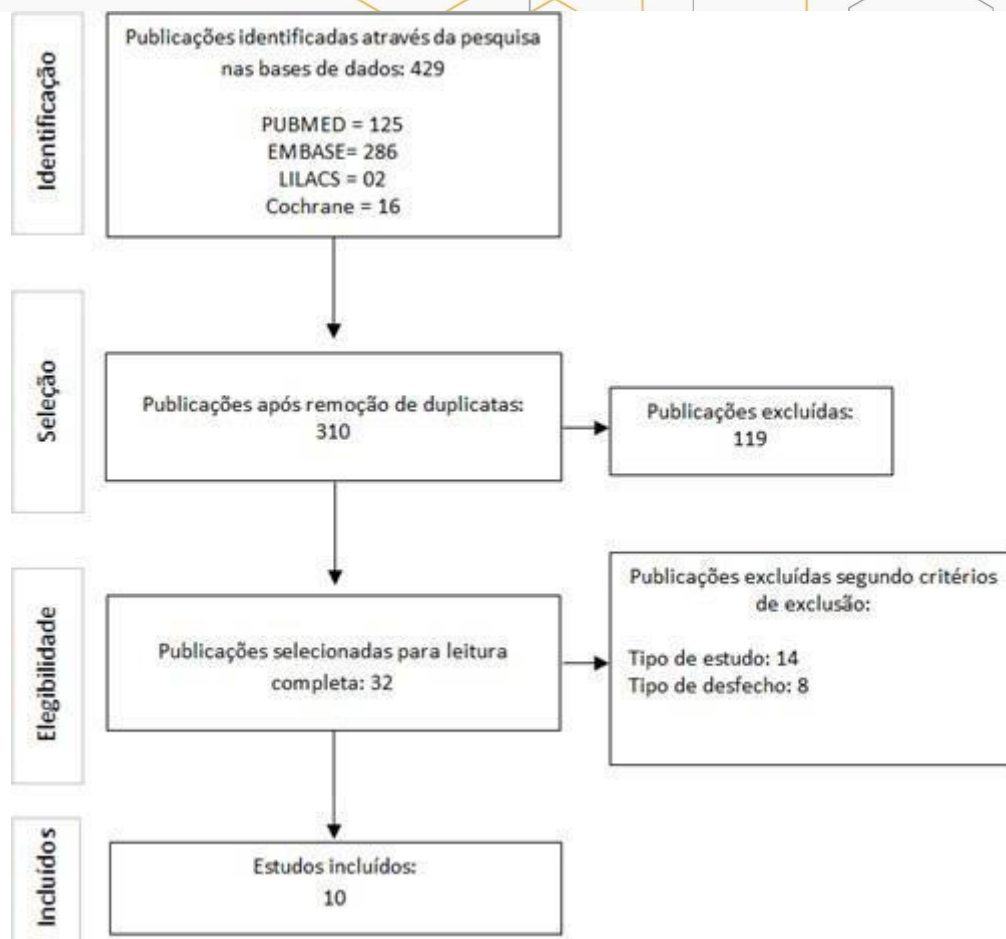 Identificação
Publicações identificadas através da pesquisa
nas bases de dados: 429
PUBMED = 125
EMBASE= 286
LILACS = 02
Cochrane = 16
Seleção
Publicações após remoção de duplicatas:
310
Publicações excluídas:
119
Elegibilidade
Publicações selecionadas para leitura
completa: 32
Publicações excluídas segundo critérios
de exclusão:
Tipo de estudo: 14
Tipo de desfecho: 8
Incluídos
Estudos incluídos:
10